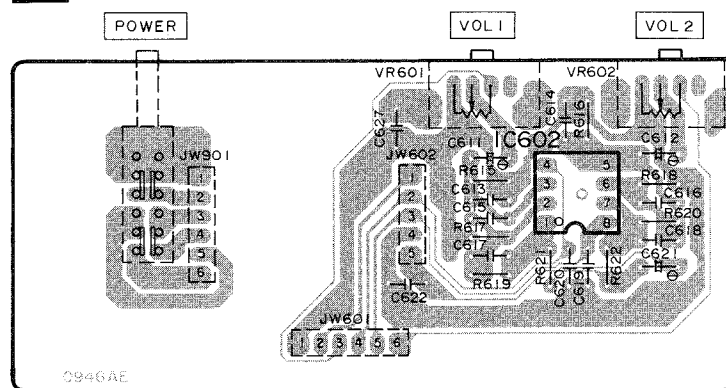 POWER
VOL 1
VOL 2
VR601
VR602
C627
C611
IC602
C614
R616
C612
JW901
JW602
R615
C613
C615
R617
C617
R619
R618
C616
R620
C618
C621
1
2
3
4
5
6
1
2
3
4
5
4
3
2
1
5
6
7
8
C622
R621
C620
C619
R622
JW601
1 2 3 4 5 6
0946AE